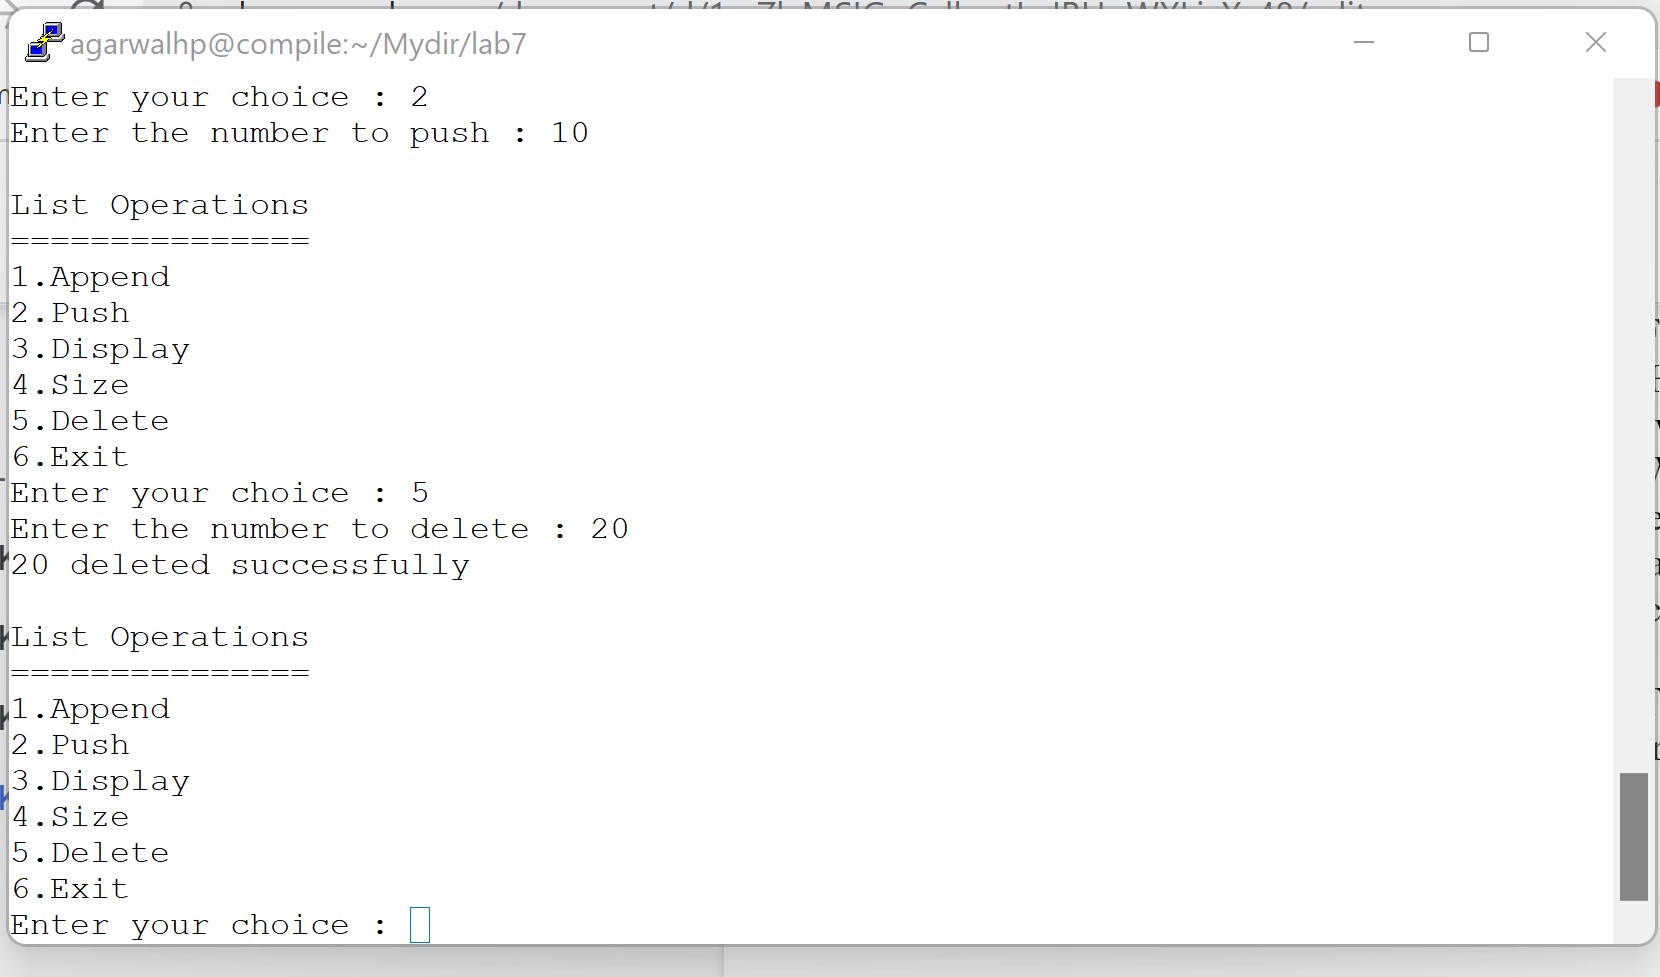 agarwalhp@compile:~/Mydir/lab7
Enter your choice : 2
Enter the number to push : 10
List Operations
===============
1.Append
2.Push
3.Display
4.Size
5.Delete
6.Exit
Enter your choice : 5
Enter the number to delete : 20
20 deleted successfully
List Operations
===============
1.Append
2.Push
3.Display
4.Size
5.Delete
6.Exit
Enter your choice :